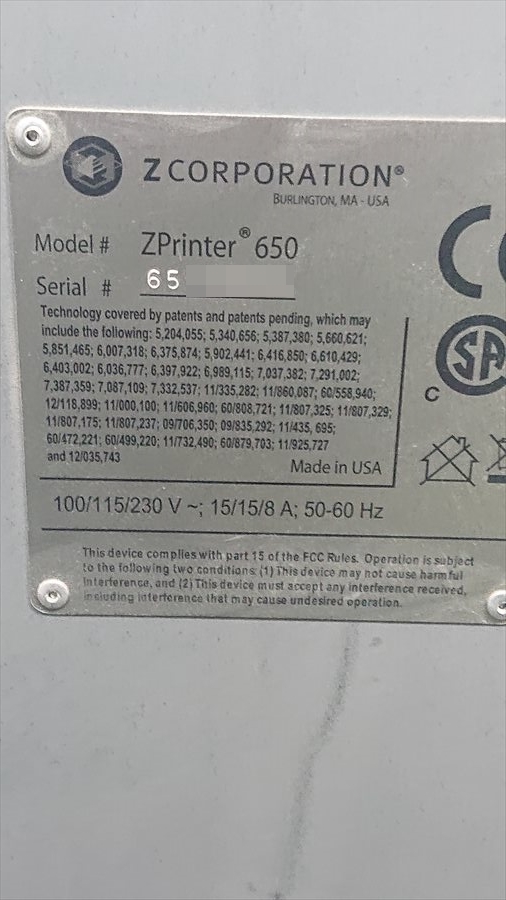 Z CORPORATION®
BURLINGTON, MA - USA
Model # ZPrinter® 650
Serial # 65
Technology covered by patents and patents pending, which may
include the following: 5,204,055; 5,340,656; 5,387,380; 5,660,621;
5,851,465; 6,007,318; 6,375,874; 5,902,441; 6,416,850; 6,610,429;
6,403,002; 6,036,777; 6,397,922; 6,989,115; 7,037,382; 7,291,002;
7,387,359; 7,087,109; 7,332,537; 11/335,282; 11/860,087; 60/558,940;
12/118,899; 11/000,100; 11/606,960; 60/808,721; 11/807,325; 11/807,329;
11/807,175; 11/807,237; 09/706,350; 09/835,292; 11/435, 695;
60/472,221; 60/499,220; 11/732,490; 60/879,703; 11/925,727
and 12/035,743
Made in USA
C SA
100/115/230 V ~; 15/15/8 A; 50-60 Hz
This device complies with part 15 of the FCC Rules. Operation is subject
to the following two conditions: (1) This device may not cause harmful
interference, and (2) This device must accept any interference received,
including interference that may cause undesired operation.